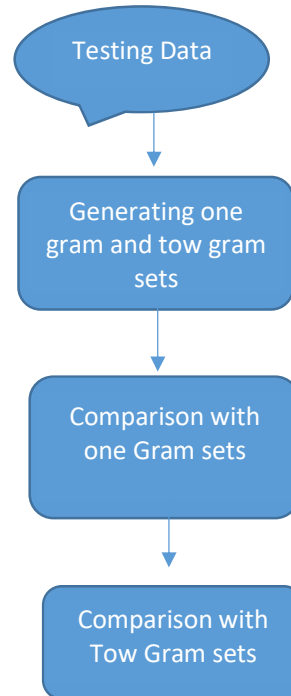 Testing Data
Generating one
gram and tow gram
sets
Comparison with
one Gram sets
Comparison with
Tow Gram sets